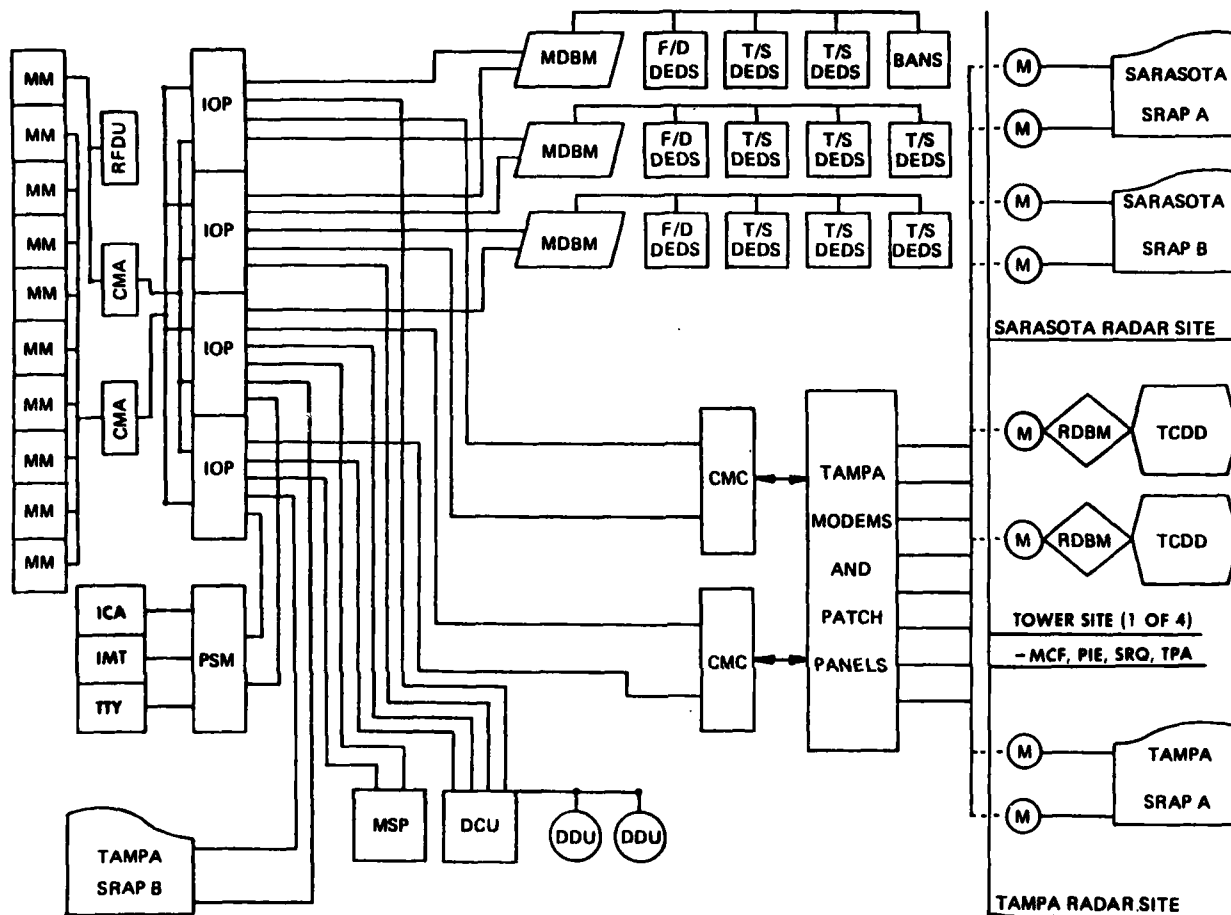 MM
MM
MM
MM
MM
MM
MM
MM
MM
MM
RFDU
CMA
CMA
IOP
IOP
IOP
IOP
ICA
IMT
TTY
PSM
TAMPA
SRAP B
MDBM
F/D
DEDS
T/S
DEDS
T/S
DEDS
BANS
MDBM
F/D
DEDS
T/S
DEDS
T/S
DEDS
T/S
DEDS
MDBM
F/D
DEDS
T/S
DEDS
T/S
DEDS
T/S
DEDS
CMC
CMC
TAMPA
MODEMS
AND
PATCH
PANELS
MSP
DCU
DDU
DDU
M
M
SARASOTA
SRAP A
M
M
SARASOTA
SRAP B
SARASOTA RADAR SITE
M
RDBM
TCDD
M
RDBM
TCDD
TOWER SITE (1 OF 4)
– MCF, PIE, SRQ, TPA
M
M
TAMPA
SRAP A
TAMPA RADAR SITE